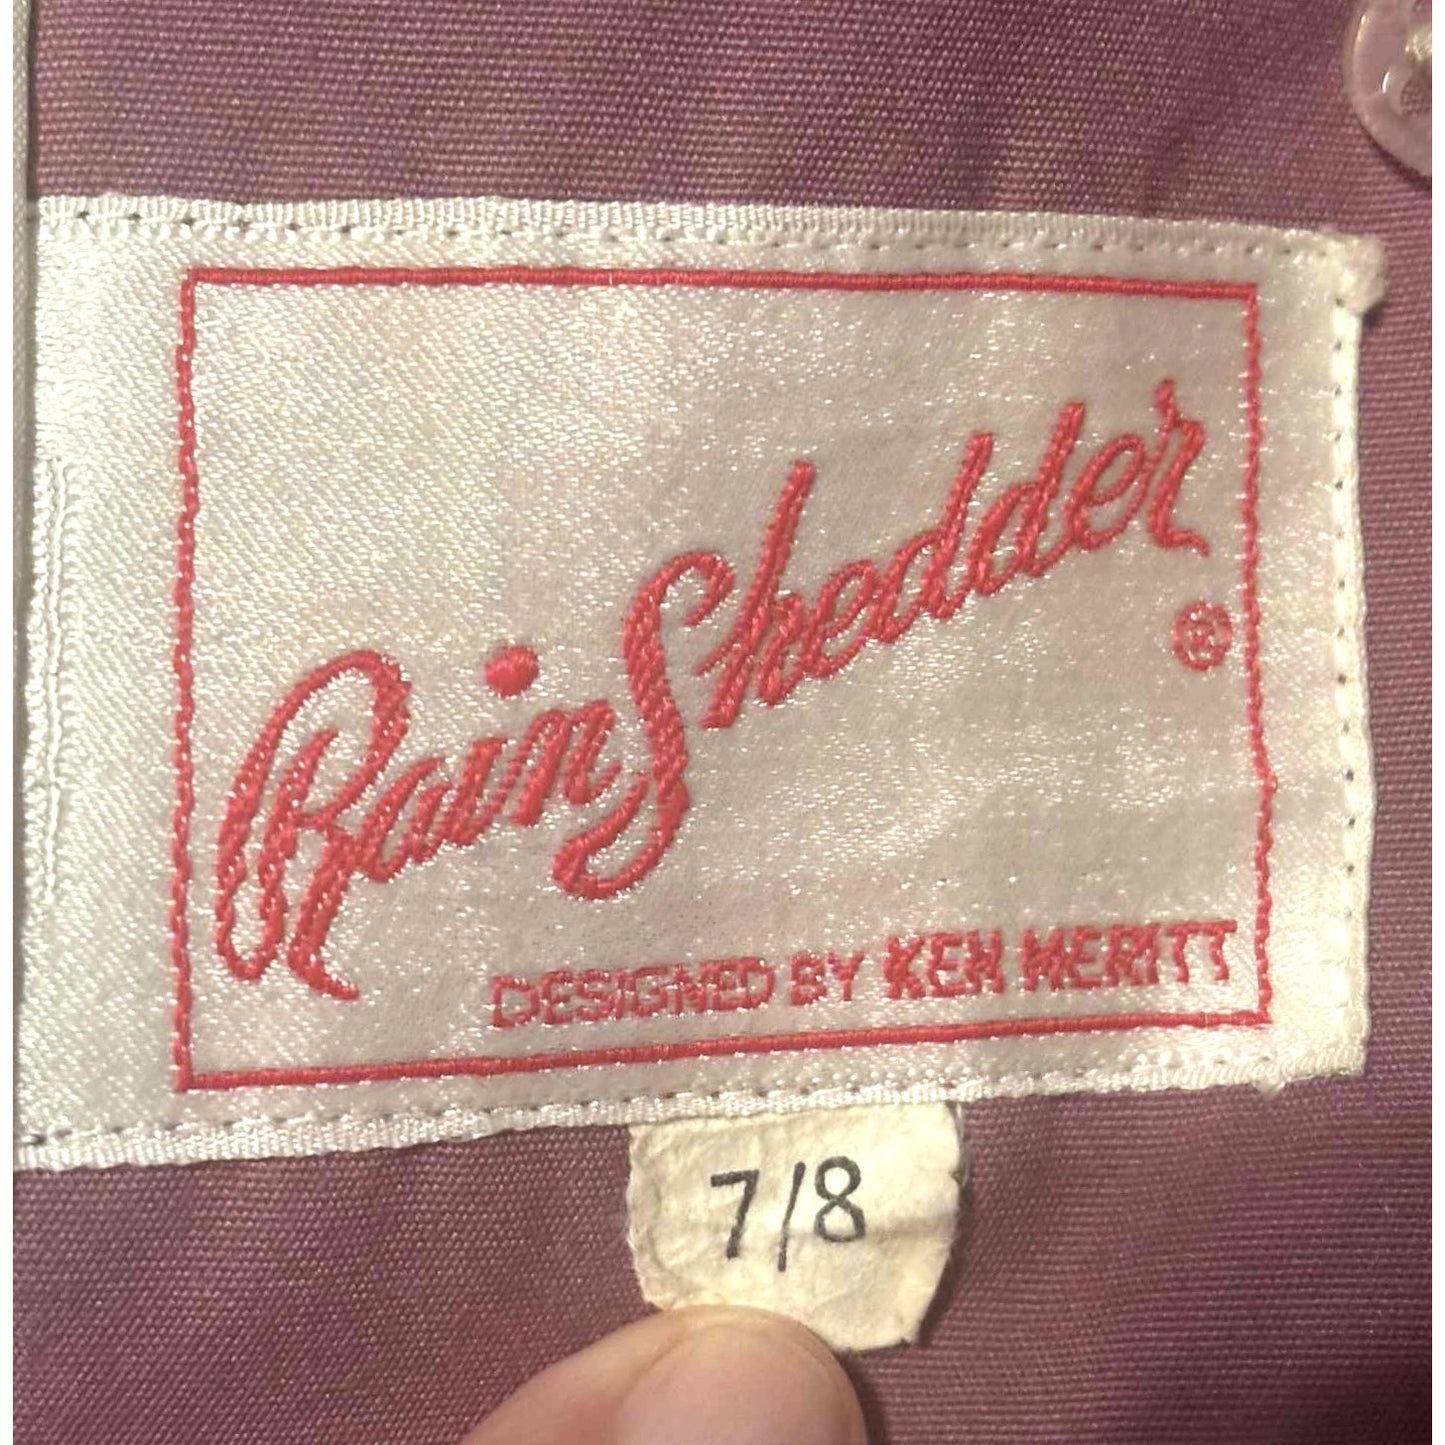 Rain Shedder
®
DESIGNED BY KEN MERITT
7/8